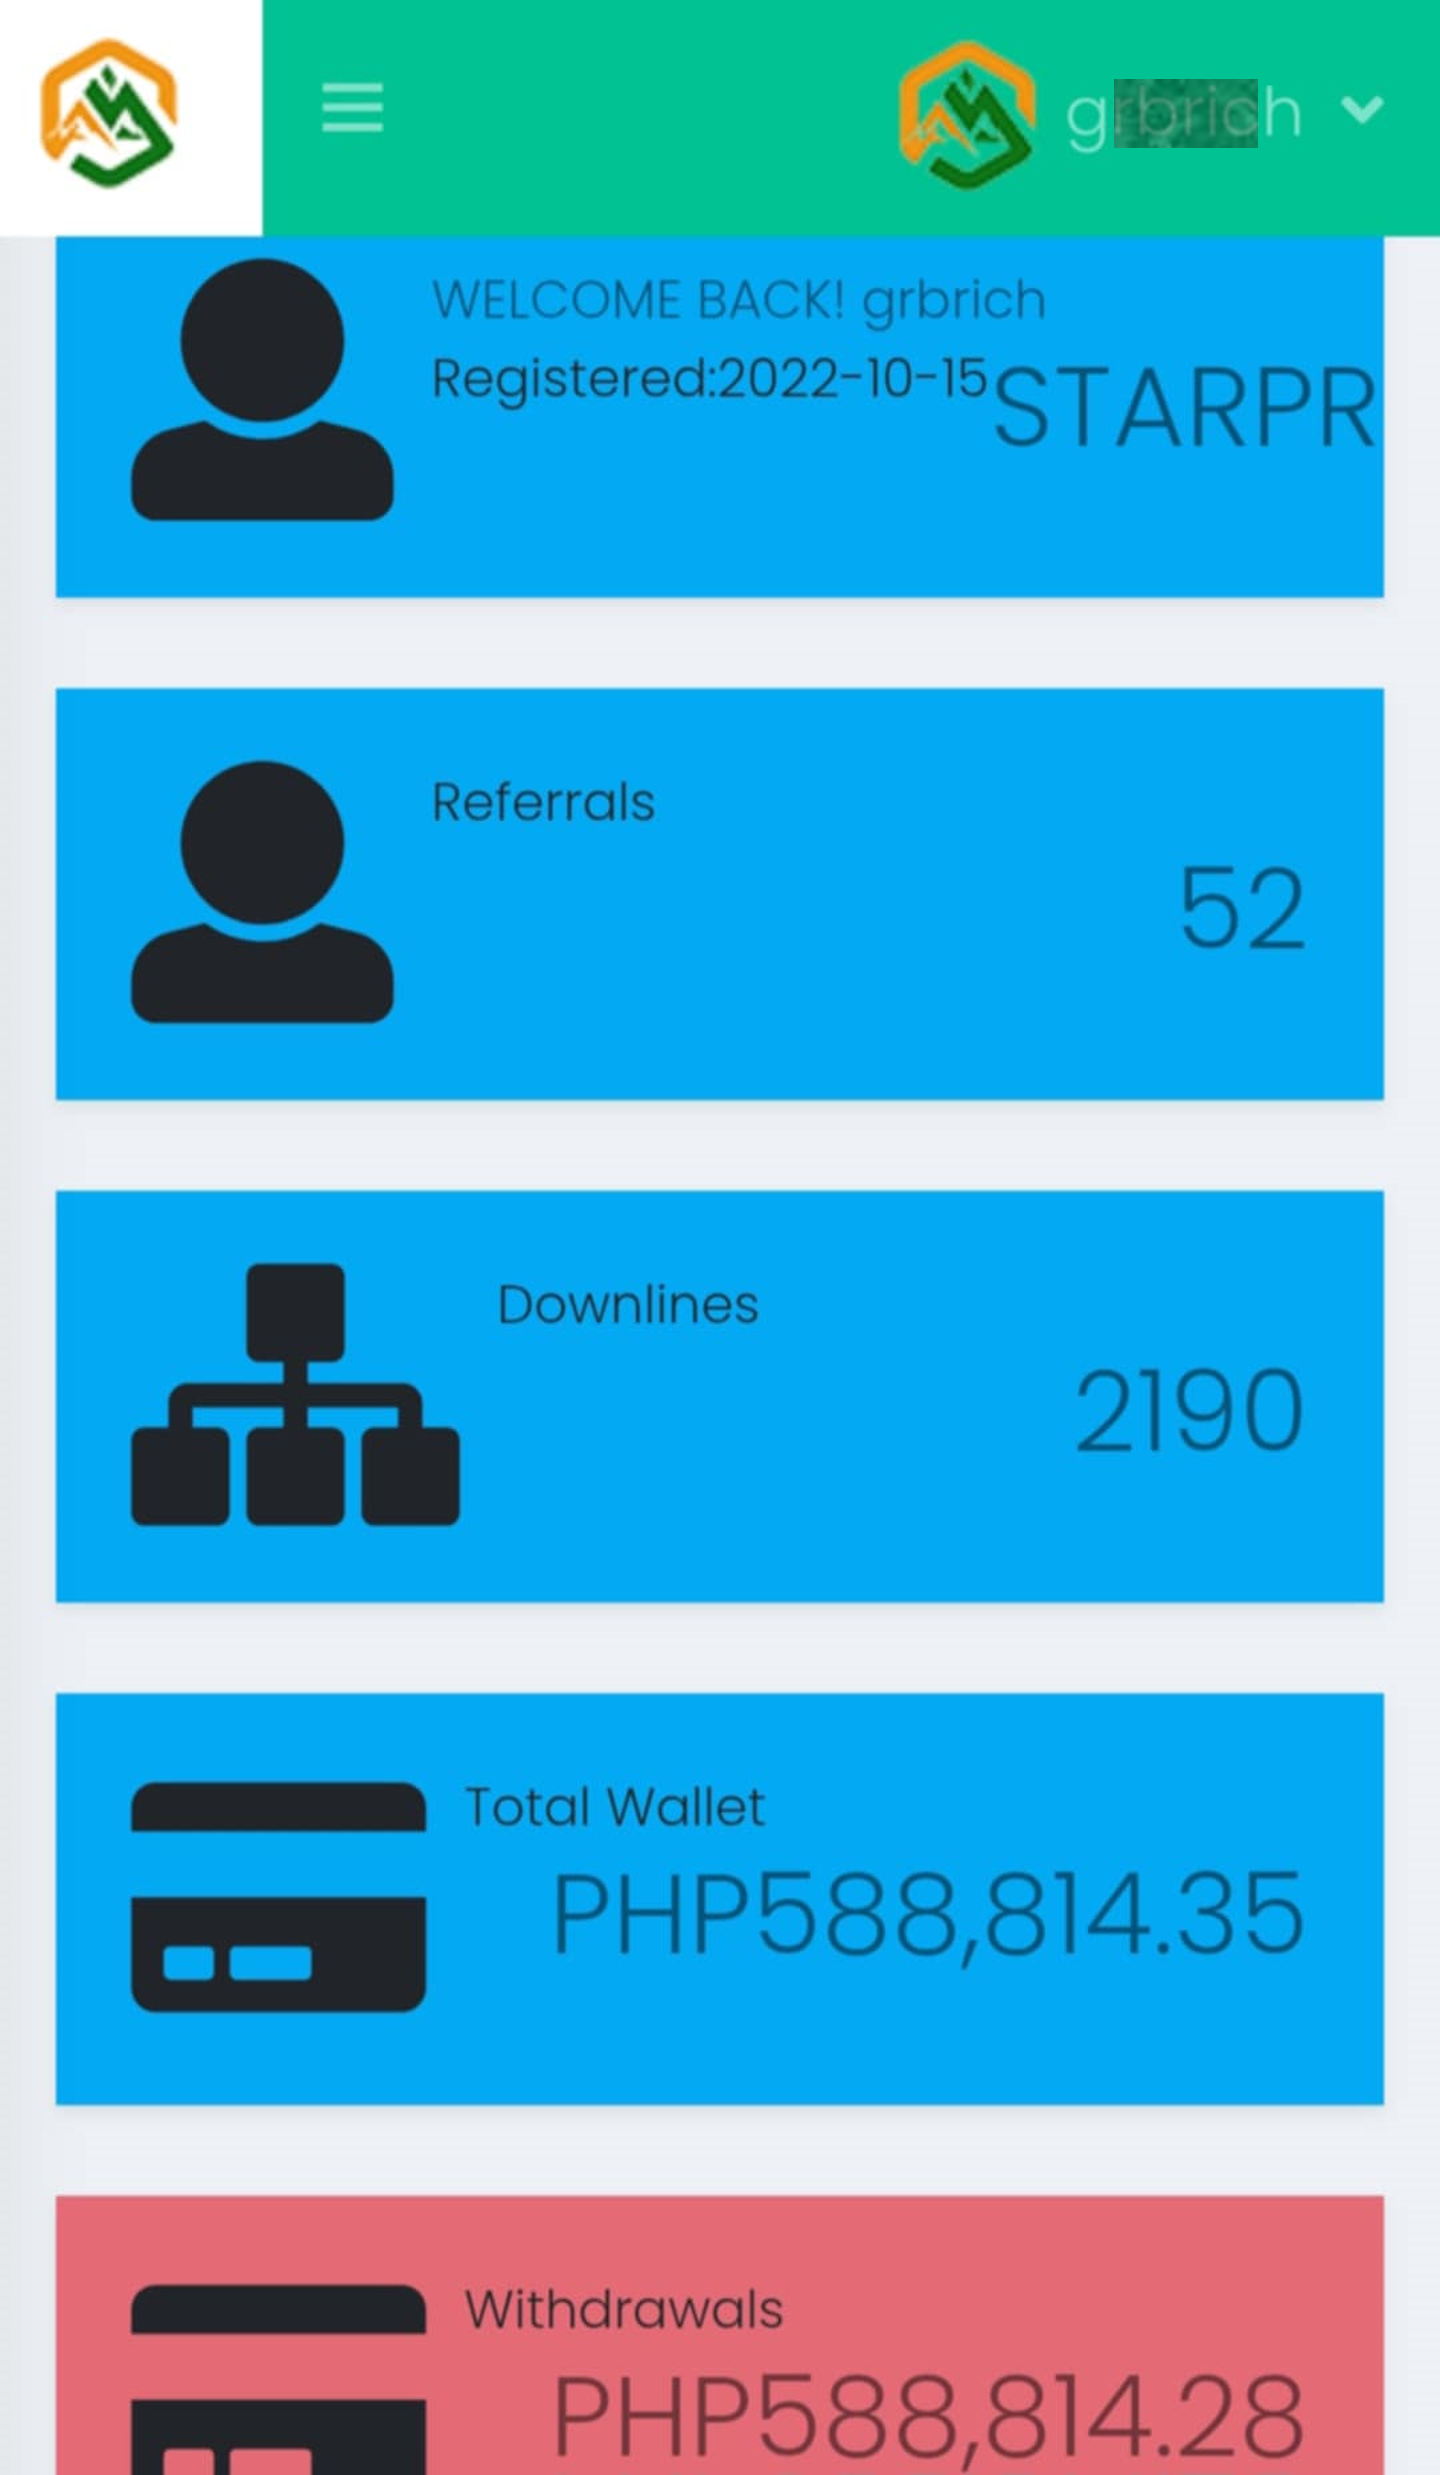 grbrich
WELCOME BACK! grbrich
Registered:2022-10-15
STARPR
Referrals
52
Downlines
2190
Total Wallet
PHP588,814.35
Withdrawals
PHP588,814.28